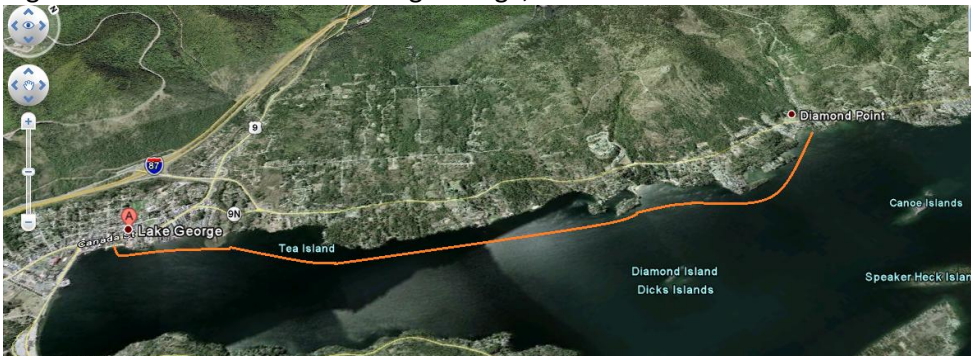 N
9
Diamond Point
87
Canoe Islands
A
9N
Lake George
Canada St
Tea Island
Diamond Island
Dicks Islands
Speaker Heck Islan